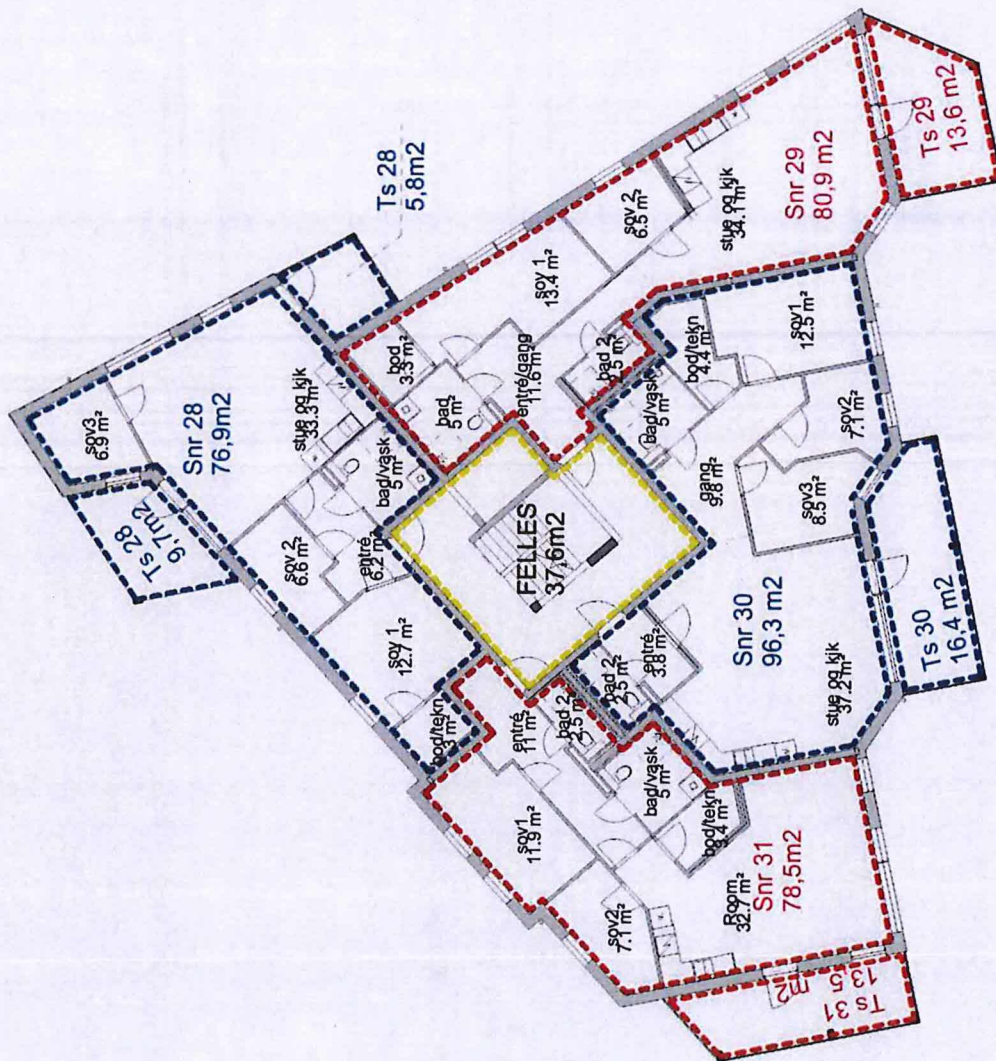 Ts 28
5,8m2
sov3
6.9 m²
Snr 28
76,9m2
stue og kjk
33.3 m²
Ts 28
9,7m2
sov 2
6.6 m²
entré
6.2 m²
bad/vask
5 m²
sov 1
12.7 m²
bod/tekn
3 m²
bod
3.3 m²
bad
5 m²
entré/gang
11.6 m²
sov 1
13.4 m²
sov 2
6.5 m²
stue og kjk
34.1 m²
Snr 29
80,9 m2
Ts 29
13,6 m2
bad 2
bad/vask
5 m²
bod/tekn
4.4 m²
sov1
12.5 m²
gang
9.8 m²
sov2
7.1 m²
sov3
8.5 m²
FELLES
37,6m2
Snr 30
96,3 m2
bad 2
2.5 m²
entré
3.8 m²
stue og kjk
37.2 m²
Ts 30
16,4 m2
entré
11 m²
bad 2
2.5 m²
sov1
11.9 m²
bad/vask
5 m²
bod/tekn
3.4 m²
sov2
7.1 m²
Room
32.7 m²
Snr 31
78,5m2
Ts 31
13,5
m2